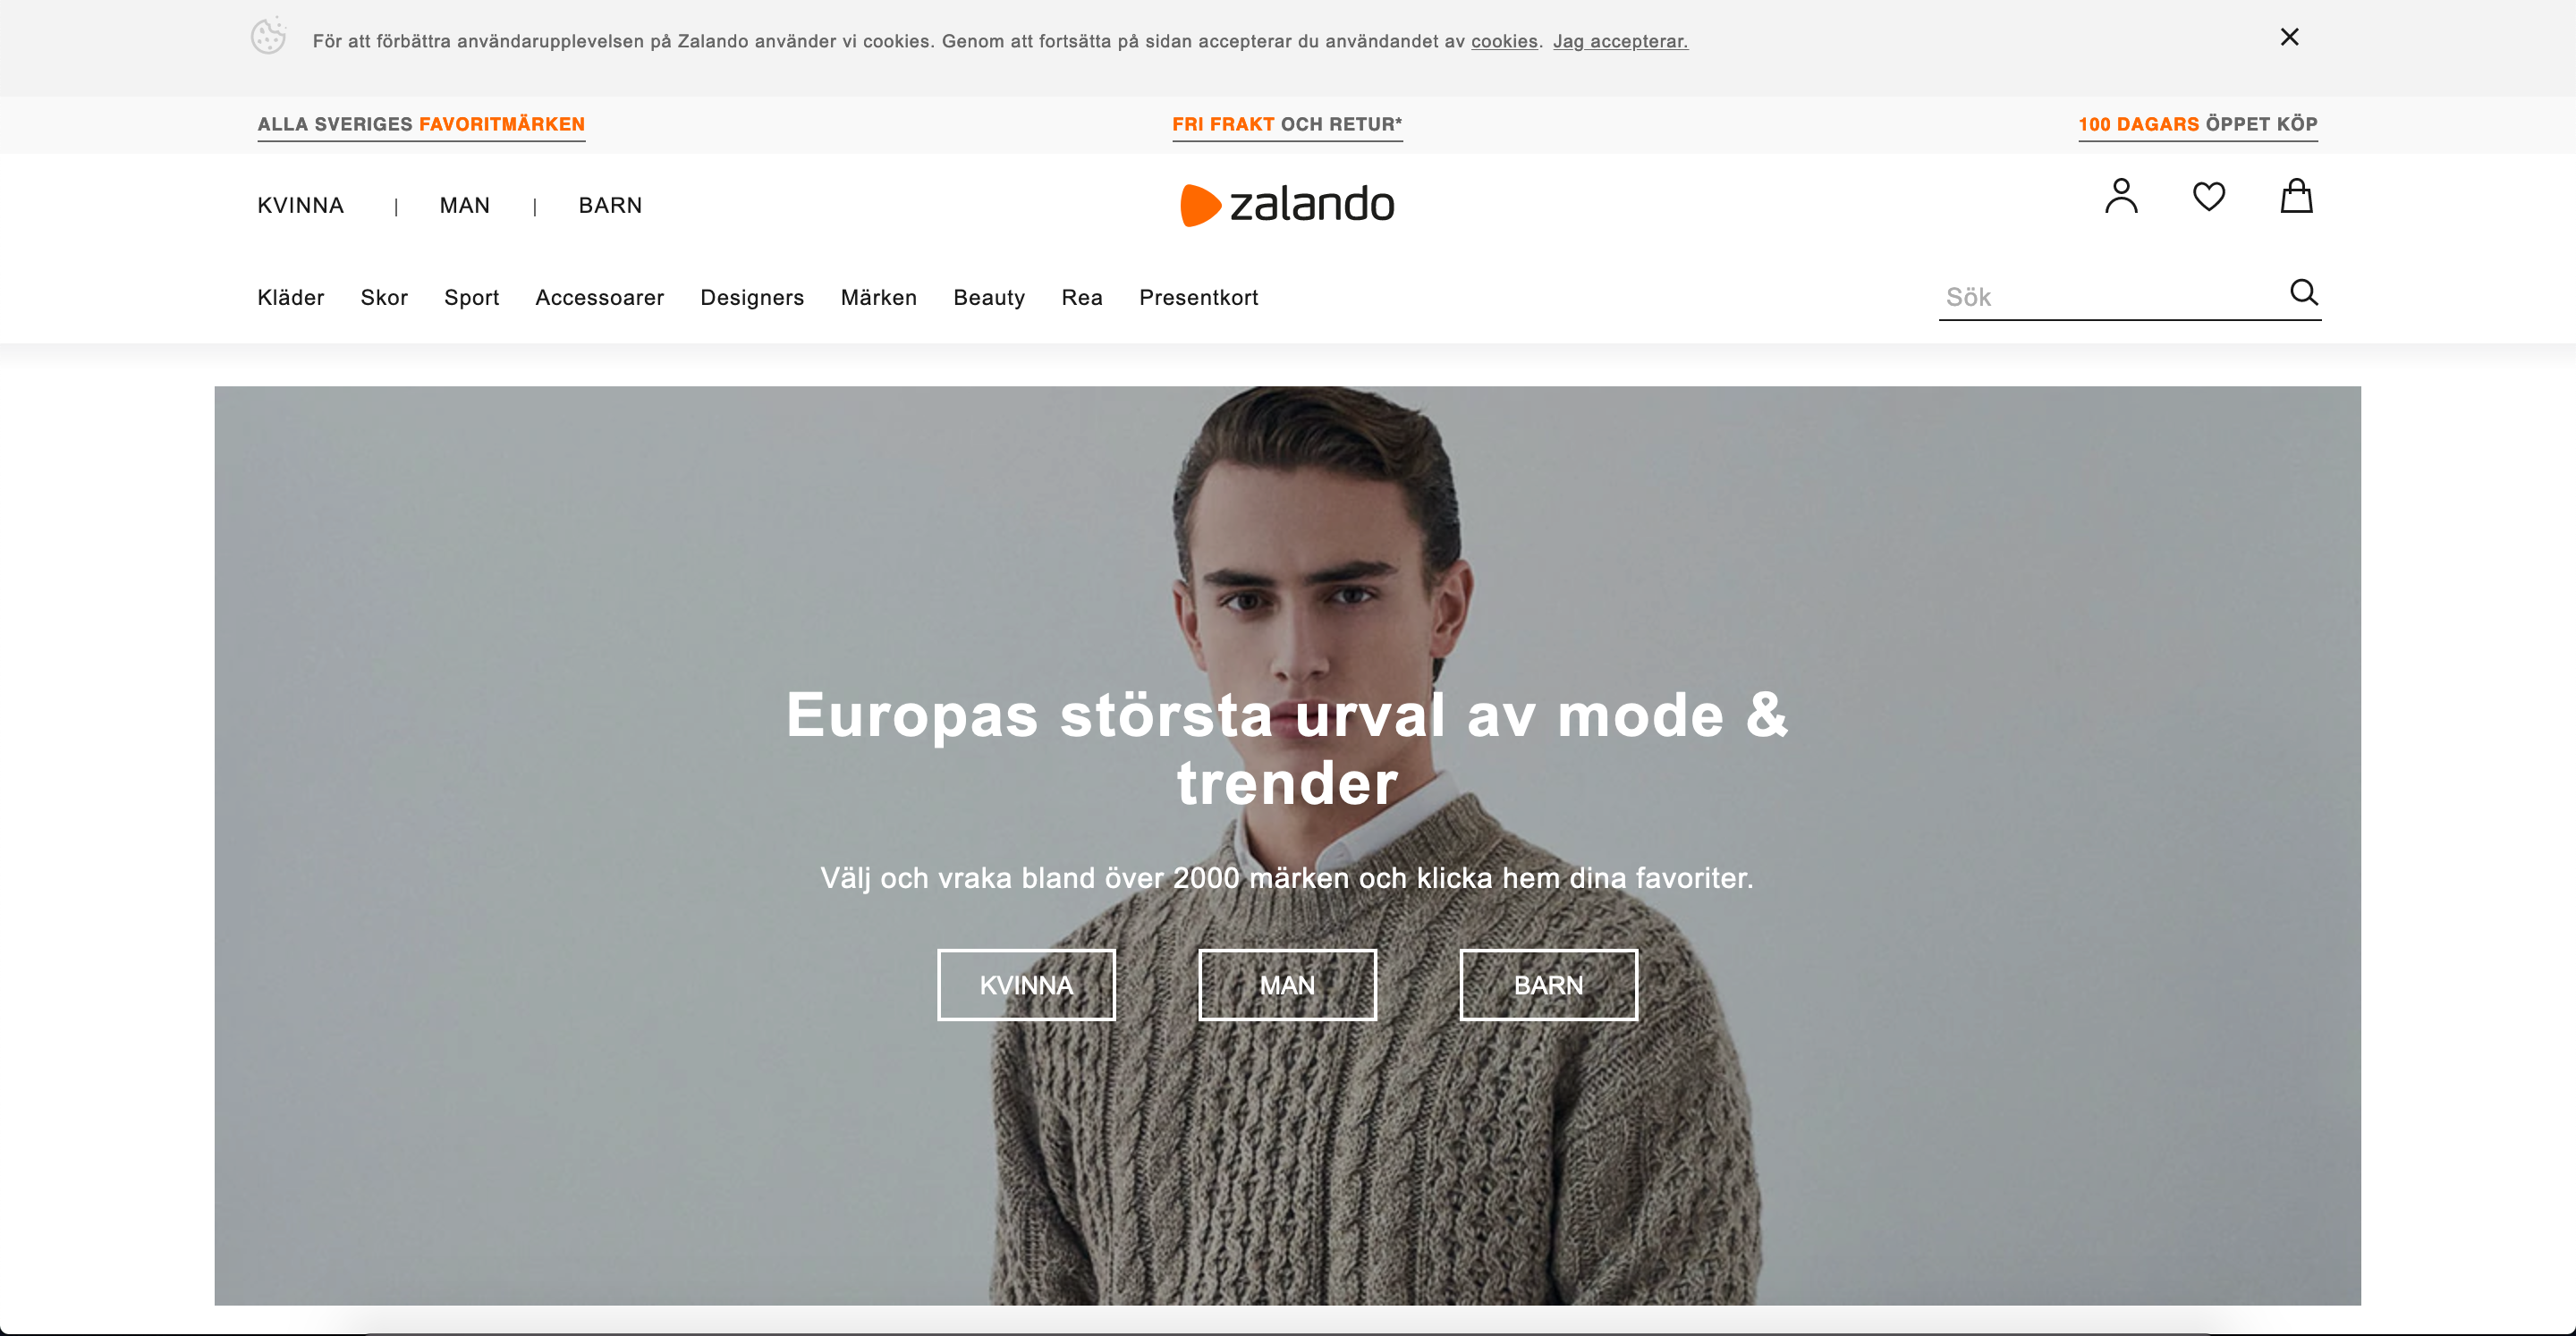 För att förbättra användarupplevelsen på Zalando använder vi cookies. Genom att fortsätta på sidan accepterar du användandet av cookies. Jag accepterar.
ALLA SVERIGES FAVORITMÄRKEN
FRI FRAKT OCH RETUR*
100 DAGARS ÖPPET KÖP
KVINNA | MAN | BARN
zalando
Kläder Skor Sport Accessoarer Designers Märken Beauty Rea Presentkort
Sök
Europas största urval av mode &
trender
Välj och vraka bland över 2000 märken och klicka hem dina favoriter.
KVINNA MAN BARN